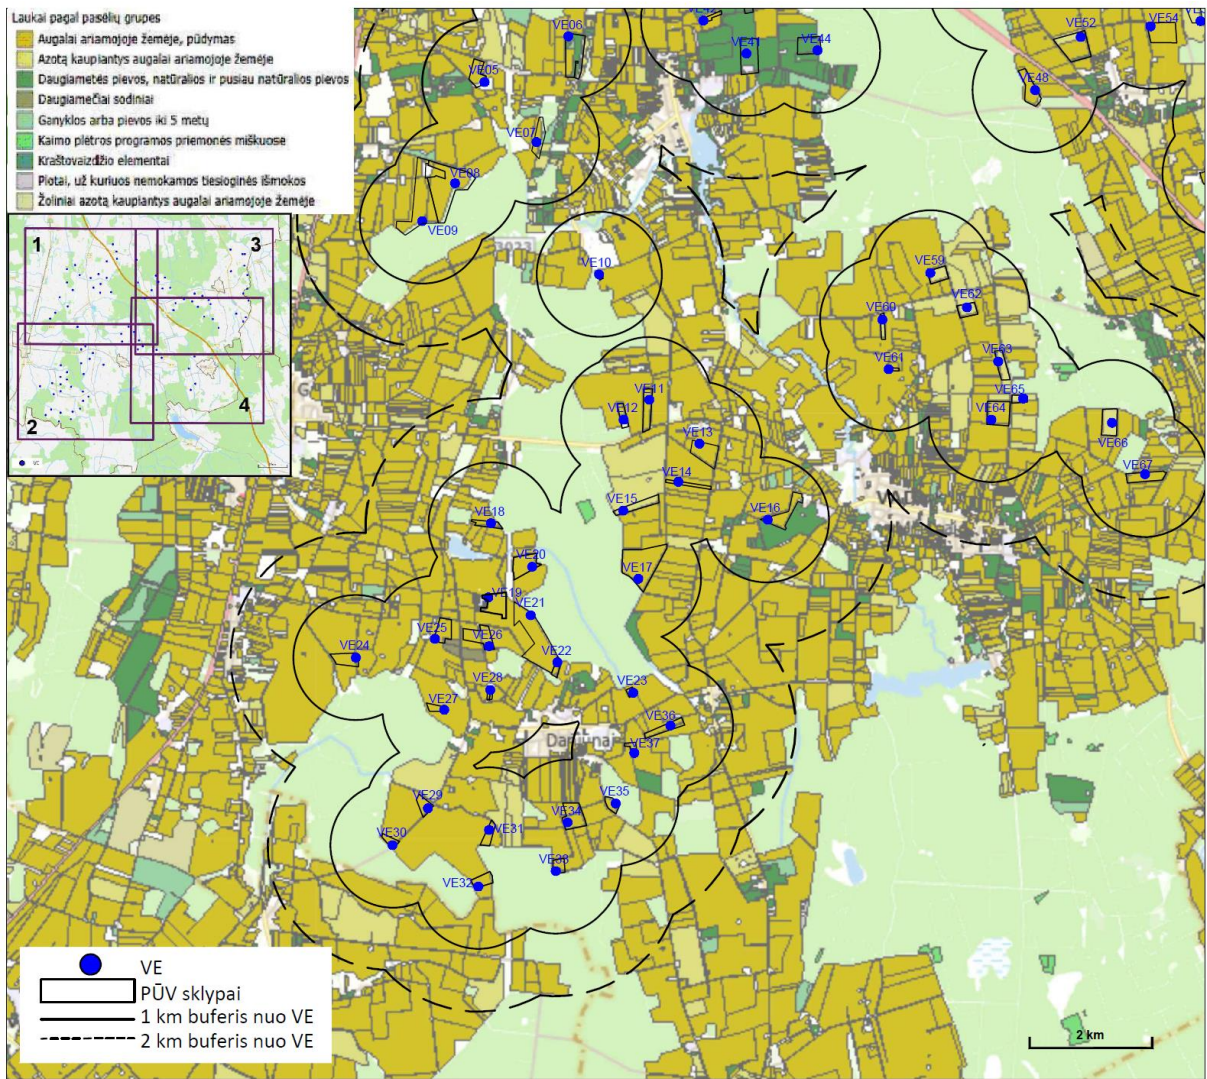 Laukai pagal pasėlių grupes
Augalai ariamojoje žemėje, pūdymas
Azotą kaupiantys augalai ariamojoje žemėje
Daugiametės pievos, natūralios ir pusiau natūralios pievos
Daugiamečiai sodiniai
Ganyklos arba pievos iki 5 metų
Kaimo plėtros programos priemonės miškuose
Kraštovaizdžio elementai
Plotai, už kuriuos nemokamos tiesioginės išmokos
Žoliniai azotą kaupiantys augalai ariamojoje žemėje
1
3
2
4
VE06
VE41
VE44
VE52
VE54
VE05
VE48
VE07
VE08
VE09
3023
VE10
VE59
VE62
VE60
VE61
VE63
VE65
VE64
VE66
VE67
VE11
VE12
VE13
VE14
VE15
VE16
VE18
VE20
VE17
VE19
VE21
VE25
VE26
VE24
VE22
VE28
VE23
VE27
VE36
Dapiūnai
VE37
VE29
VE35
VE34
VE31
VE30
VE33
VE32
VE
PŪV sklypai
1 km buferis nuo VE
2 km buferis nuo VE
2 km